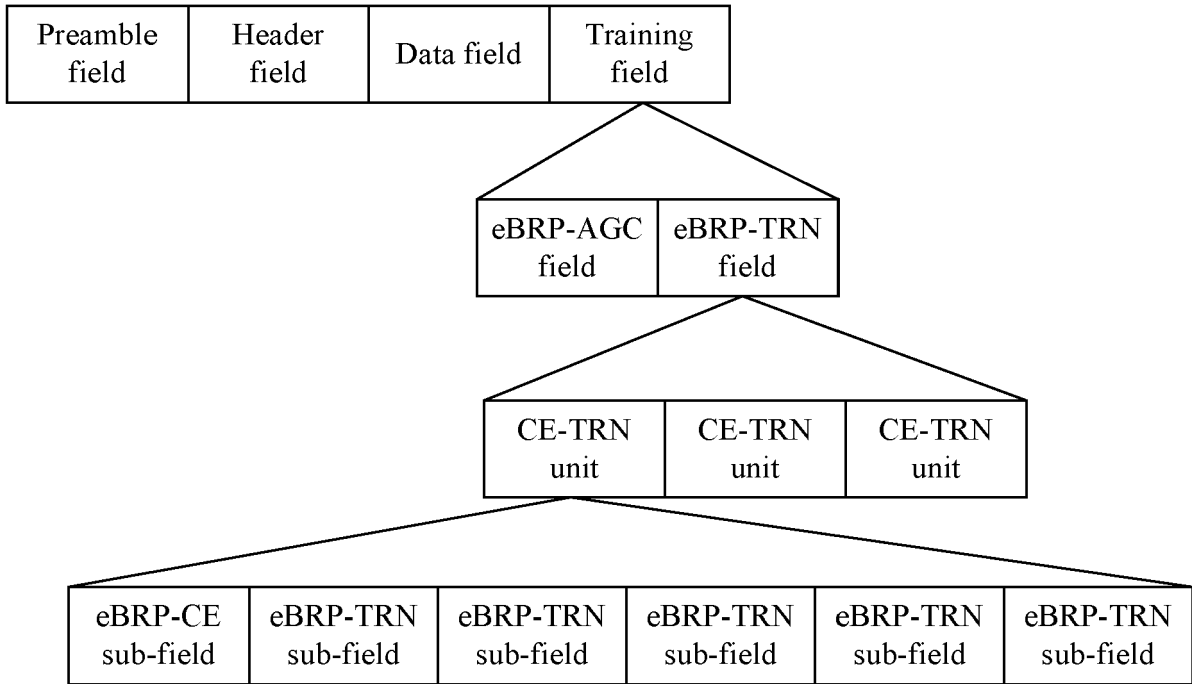 Preamble
field
Header
field
Data field
Training
field
eBRP-AGC
field
eBRP-TRN
field
CE-TRN
unit
CE-TRN
unit
CE-TRN
unit
eBRP-CE
sub-field
eBRP-TRN
sub-field
eBRP-TRN
sub-field
eBRP-TRN
sub-field
eBRP-TRN
sub-field
eBRP-TRN
sub-field